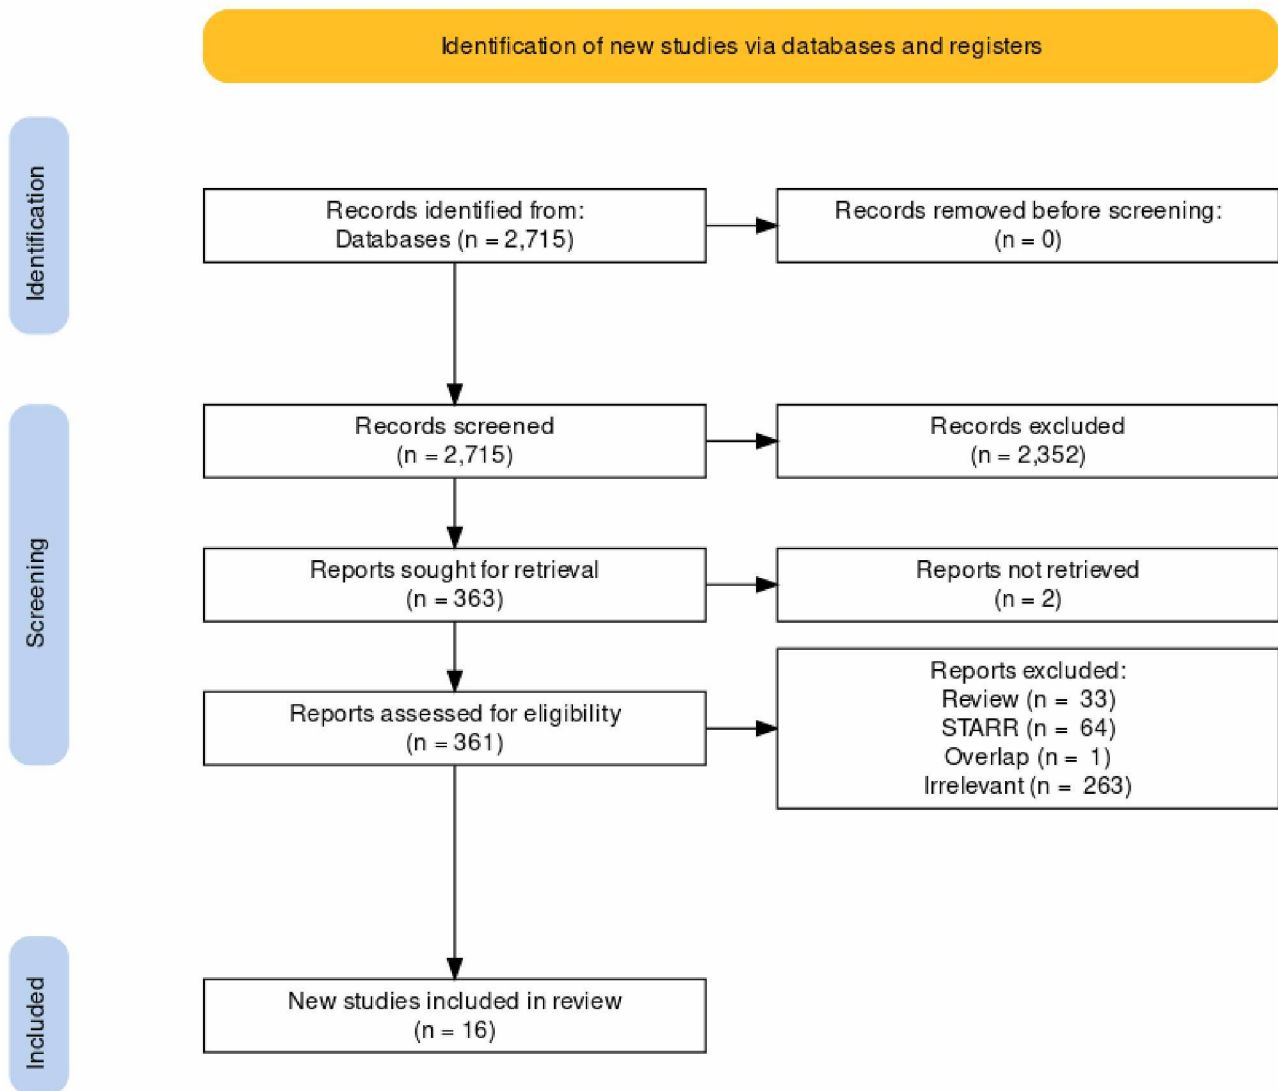 Identification of new studies via databases and registers
Identification
Records identified from:
Databases (n = 2,715)
Records removed before screening:
(n = 0)
Screening
Records screened
(n = 2,715)
Records excluded
(n = 2,352)
Reports sought for retrieval
(n = 363)
Reports not retrieved
(n = 2)
Reports assessed for eligibility
(n = 361)
Reports excluded:
Review (n = 33)
STARR (n = 64)
Overlap (n = 1)
Irrelevant (n = 263)
Included
New studies included in review
(n = 16)